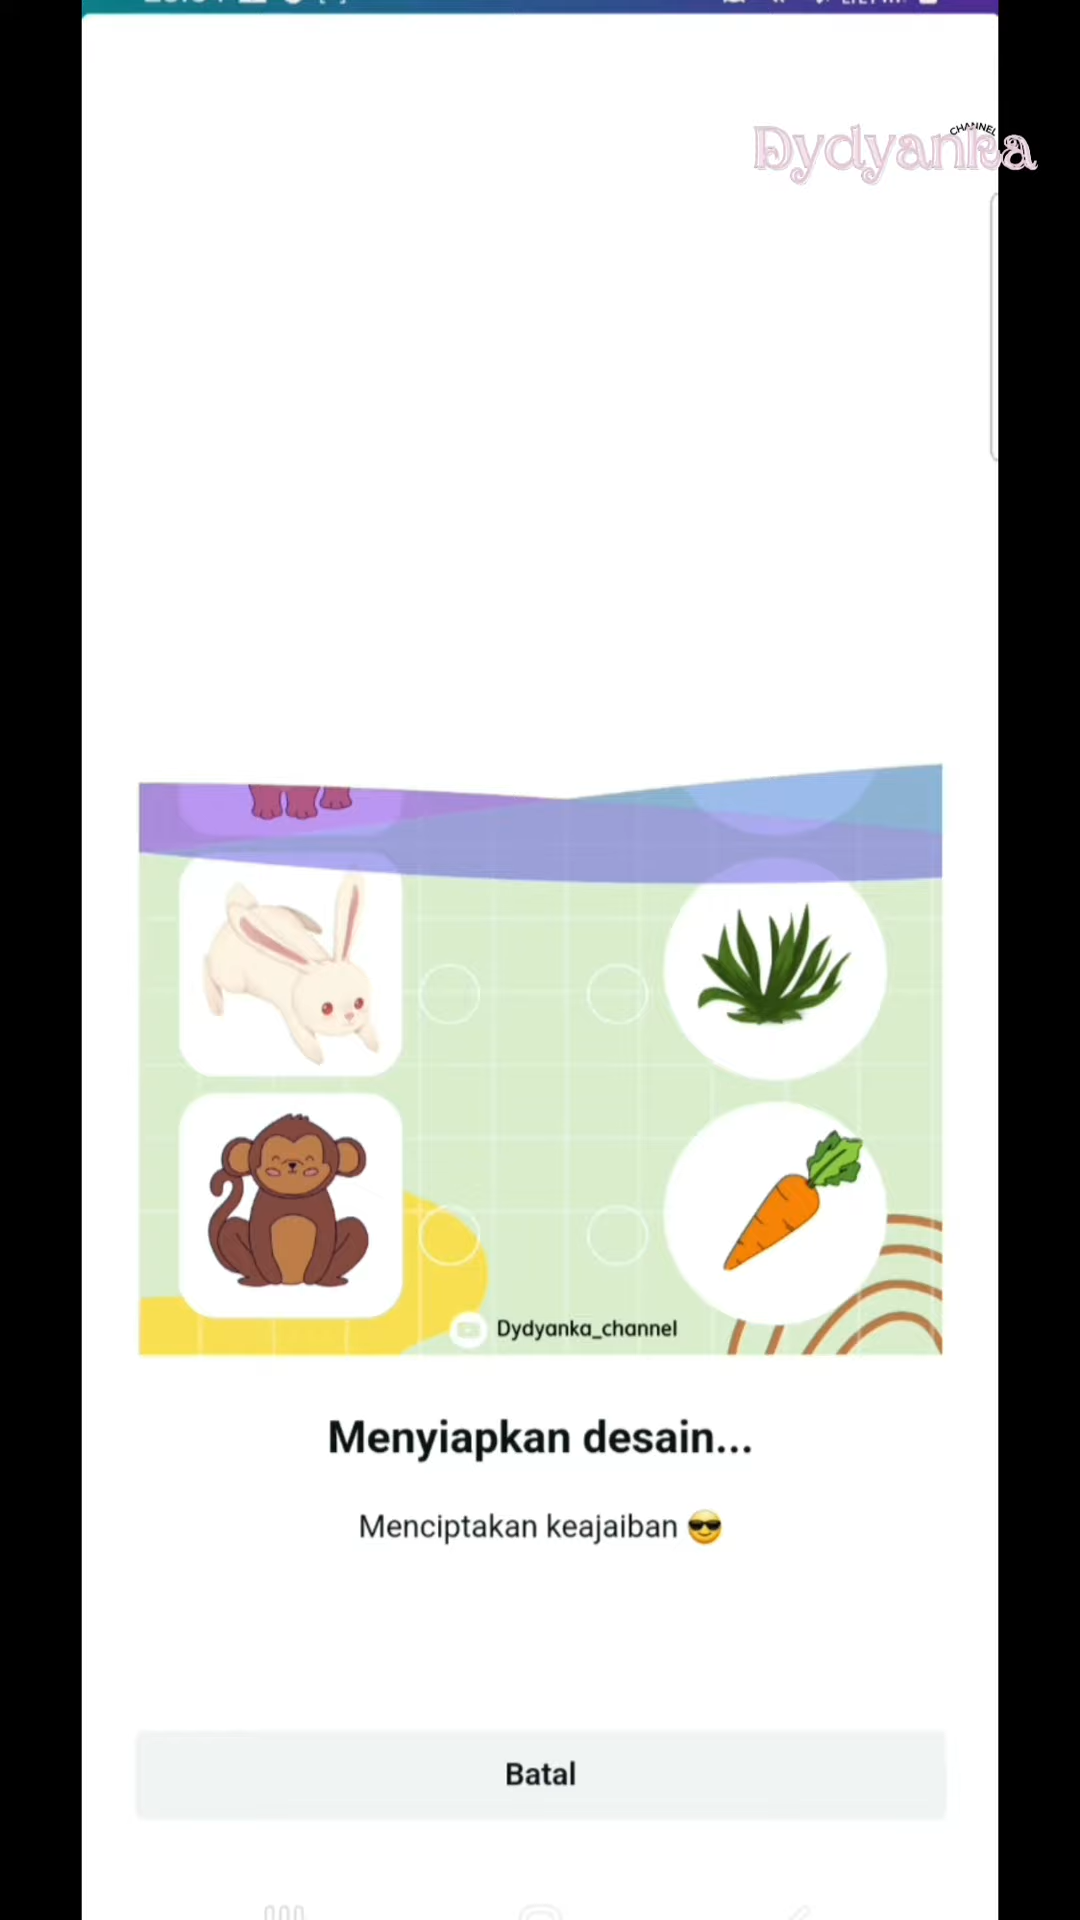 CHANNEL
Dydyanka
Dydyanka_channel
Menyiapkan desain...
Menciptakan keajaiban 😎
Batal